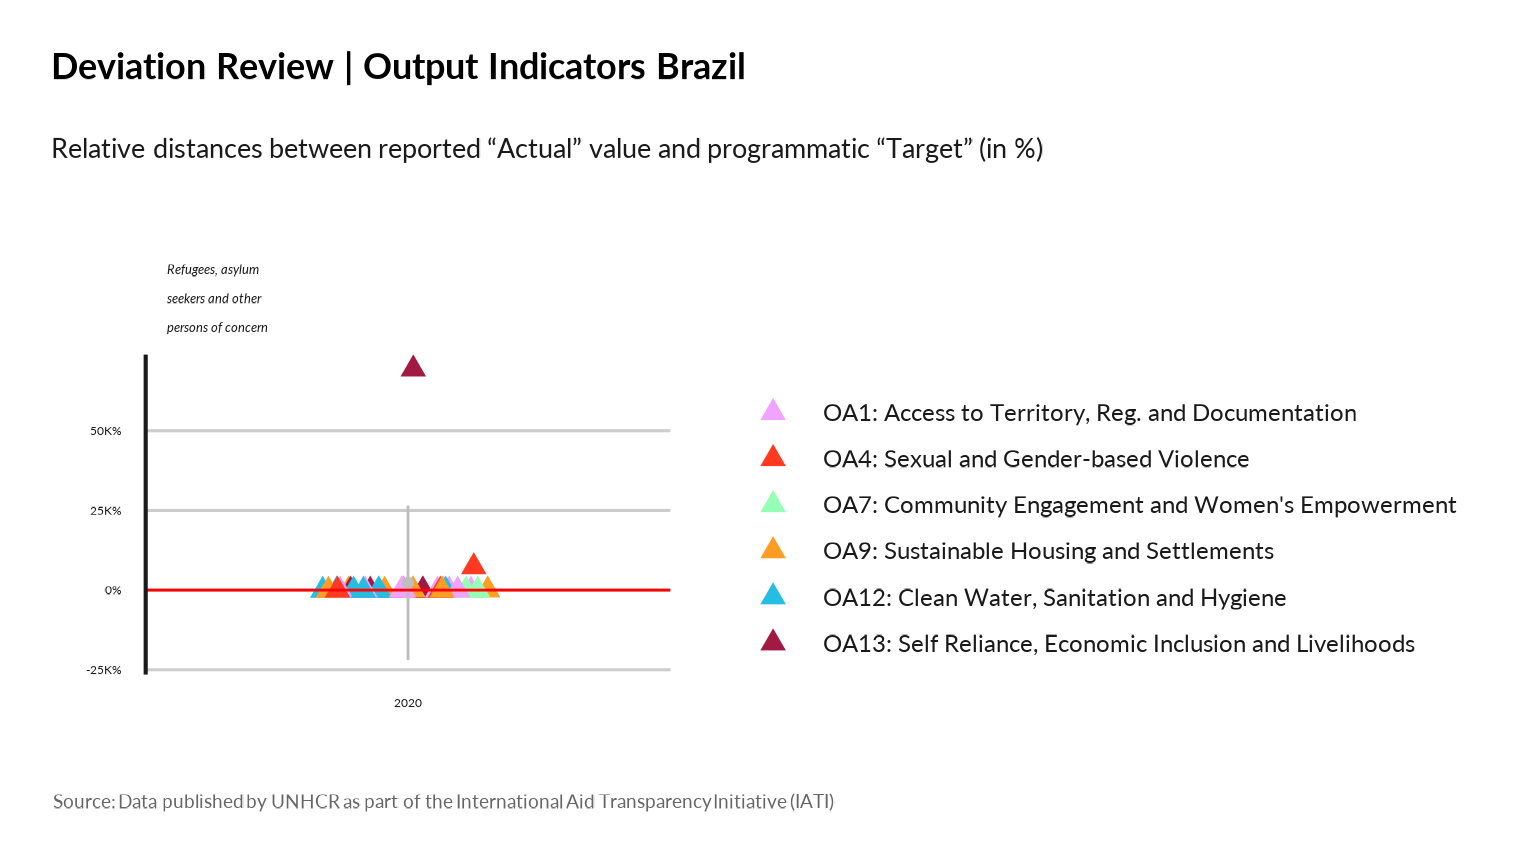 Deviation Review | Output Indicators Brazil
Relative distances between reported “Actual” value and programmatic “Target” (in %)
Refugees, asylum
seekers and other
persons of concern
50K%
25K%
0%
-25K%
2020
OA1: Access to Territory, Reg. and Documentation
OA4: Sexual and Gender-based Violence
OA7: Community Engagement and Women's Empowerment
OA9: Sustainable Housing and Settlements
OA12: Clean Water, Sanitation and Hygiene
OA13: Self Reliance, Economic Inclusion and Livelihoods
Source: Data published by UNHCR as part of the International Aid Transparency Initiative (IATI)